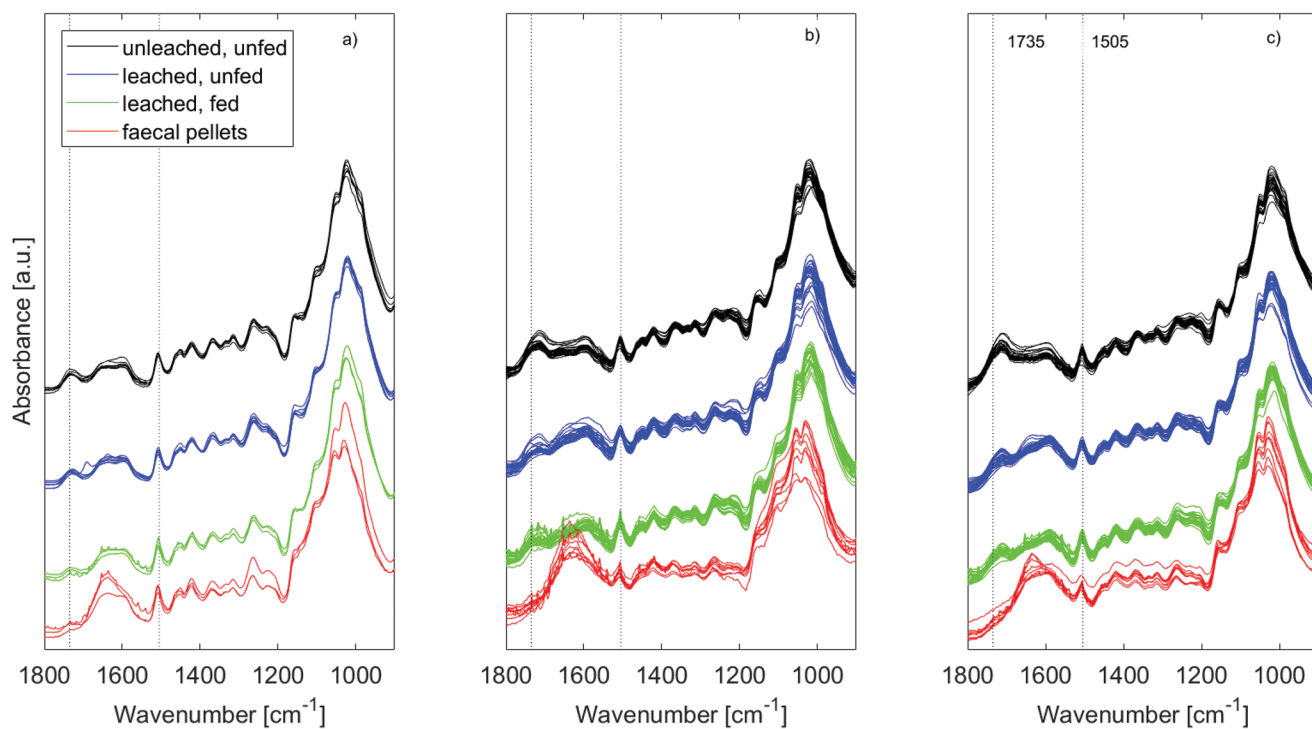 a)
unleached, unfed
leached, unfed
leached, fed
faecal pellets
b)
1735 1505 c)
Absorbance [a.u.]
1800 1600 1400 1200 1000
1800 1600 1400 1200 1000
1800 1600 1400 1200 1000
Wavenumber [cm-1]
Wavenumber [cm-1]
Wavenumber [cm-1]